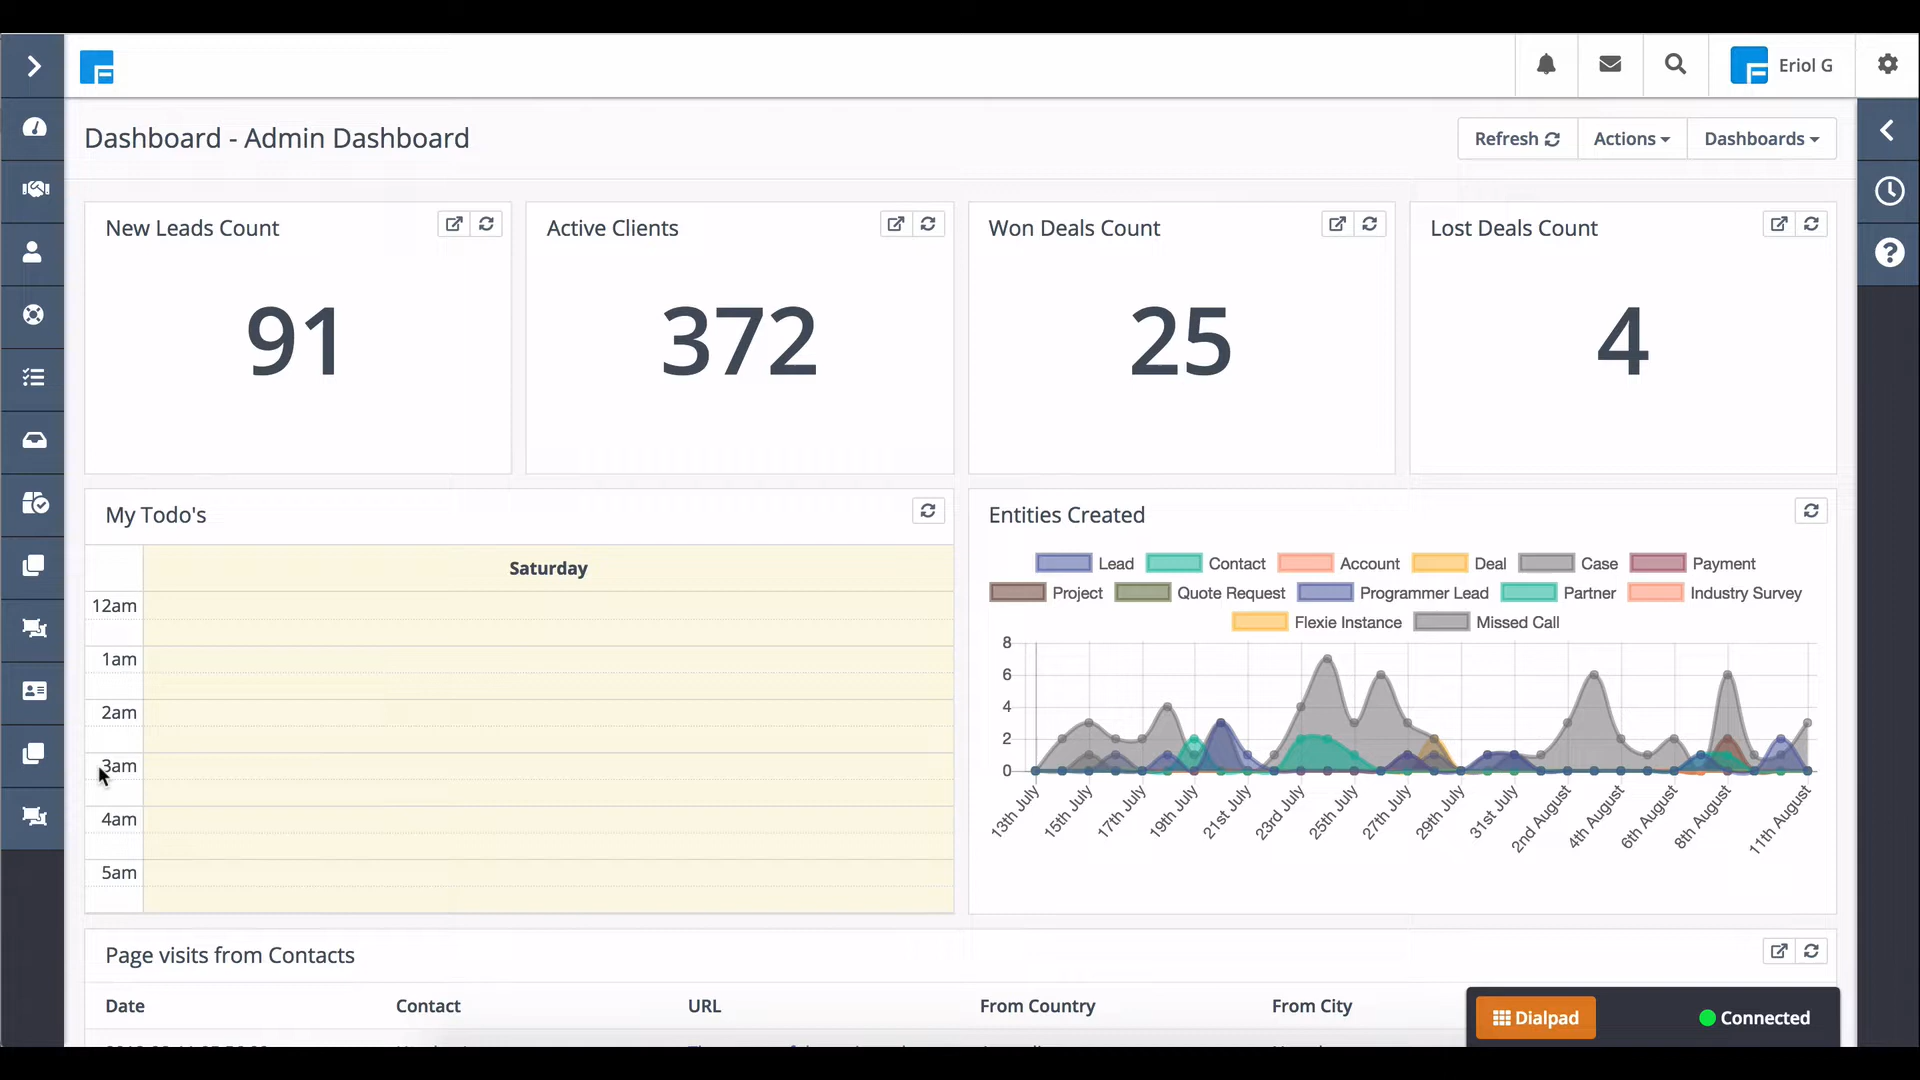 Eriol G
Dashboard - Admin Dashboard
Refresh
Actions
Dashboards
New Leads Count
Active Clients
Won Deals Count
Lost Deals Count
91
372
25
4
My Todo's
Saturday
12am
1am
2am
3am
4am
5am
Entities Created
Lead Contact Account Deal Case Payment
Project Quote Request Programmer Lead Partner Industry Survey
Flexie Instance Missed Call
8
6
4
2
0
13th July 15th July 17th July 19th July 21st July 23rd July 25th July 27th July 29th July 31st July 2nd August 4th August 6th August 8th August 11th August
Page visits from Contacts
Date Contact URL From Country From City
Dialpad
Connected